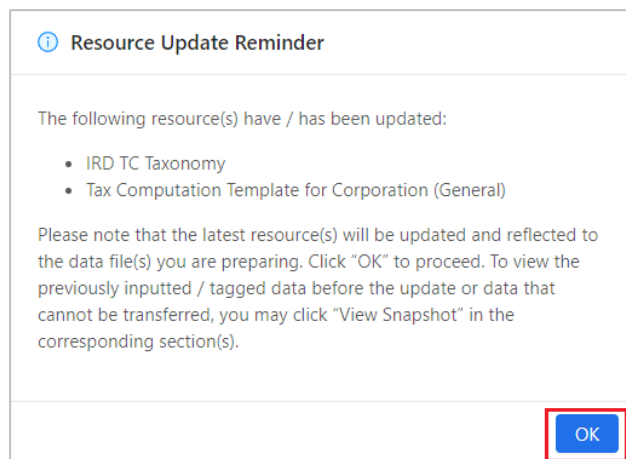 Resource Update Reminder
The following resource(s) have / has been updated:
• IRD TC Taxonomy
• Tax Computation Template for Corporation (General)
Please note that the latest resource(s) will be updated and reflected to
the data file(s) you are preparing. Click “OK” to proceed. To view the
previously inputted / tagged data before the update or data that
cannot be transferred, you may click “View Snapshot” in the
corresponding section(s).
OK